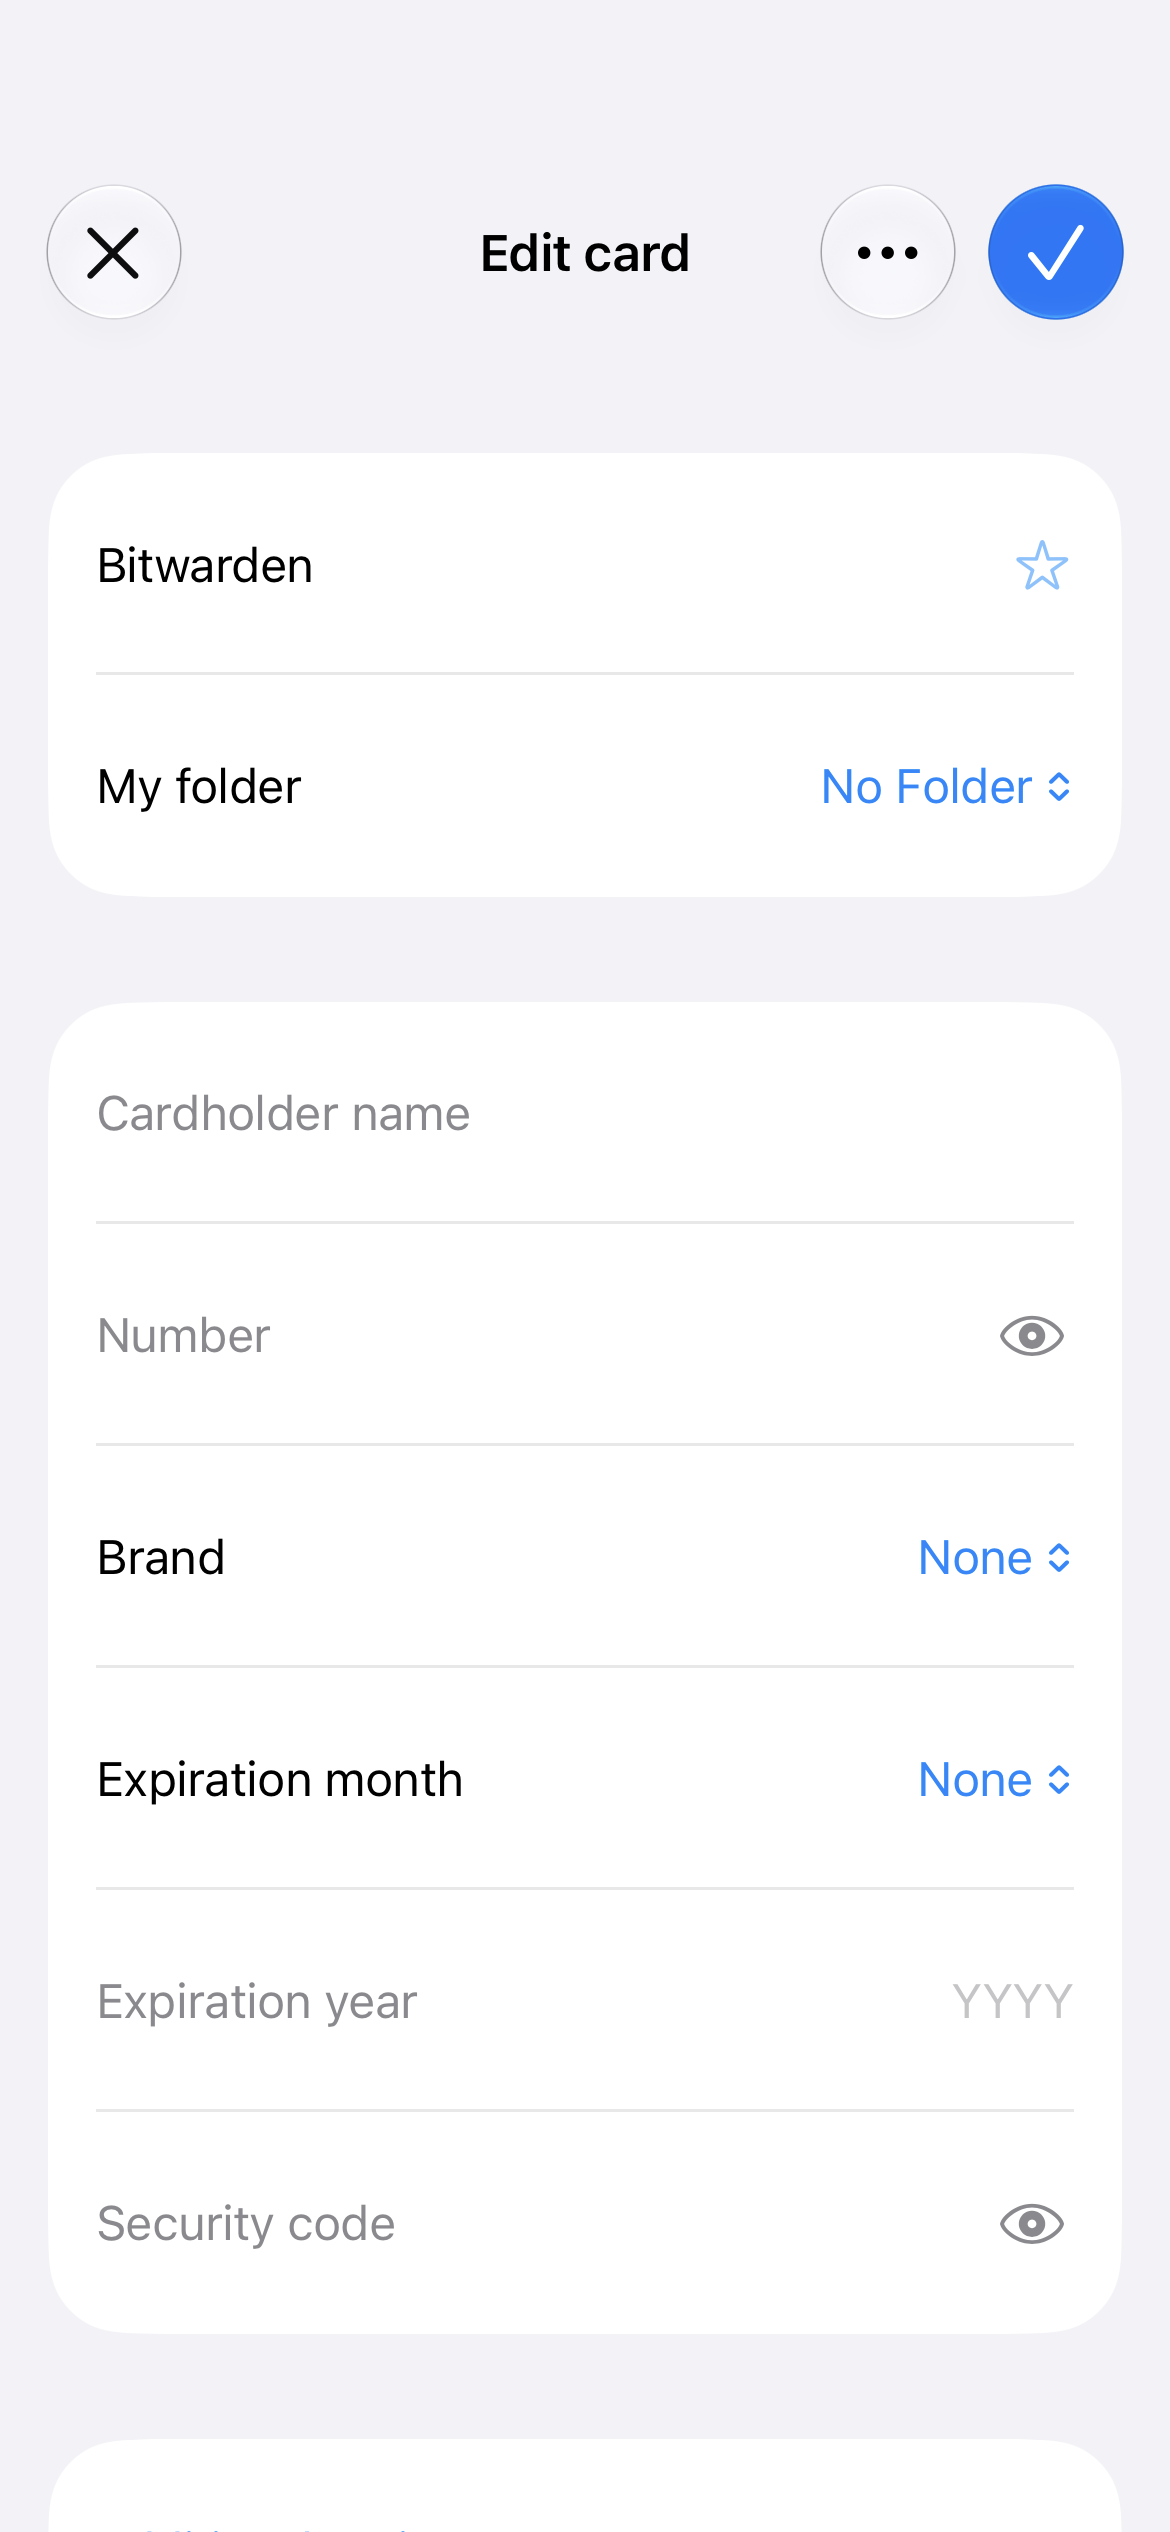 Edit card
Bitwarden
My folder No Folder
Cardholder name
Number
Brand None
Expiration month None
Expiration year YYYY
Security code